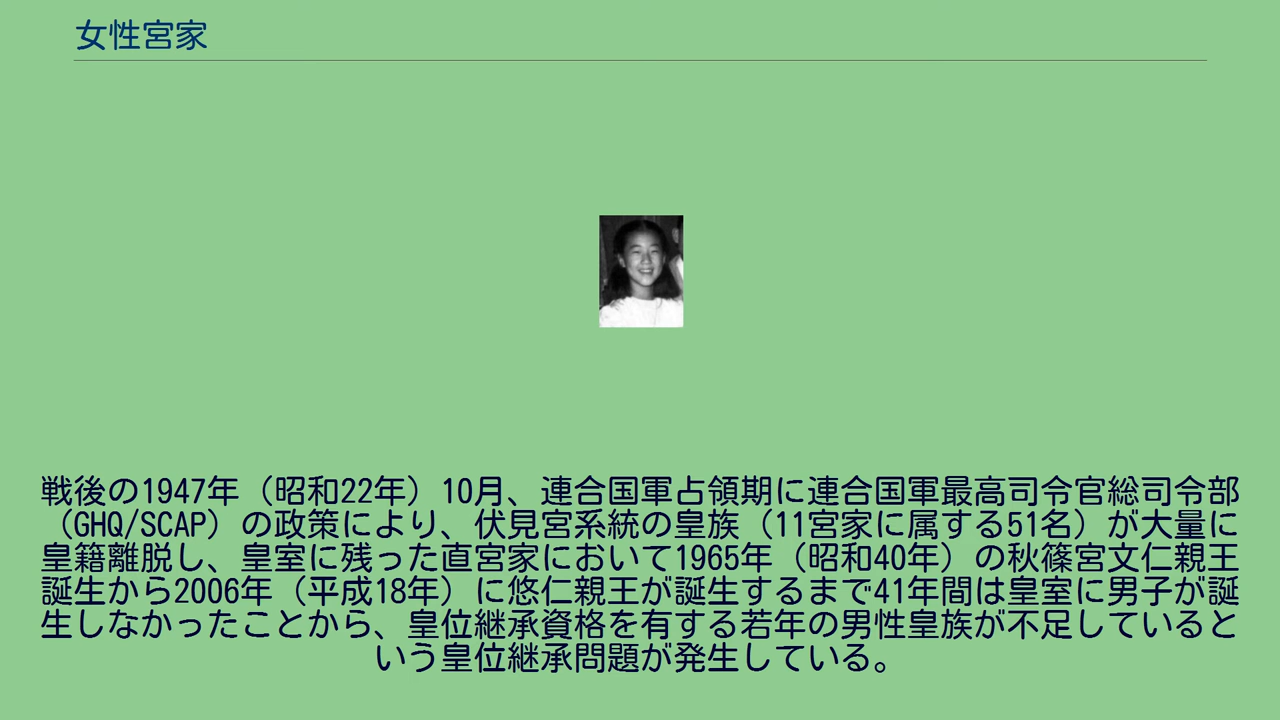 女性宮家
戦後の1947年（昭和22年）10月、連合国軍占領期に連合国軍最高司令官総司令部
（GHQ/SCAP）の政策により、伏見宮系統の皇族（11宮家に属する51名）が大量に
皇籍離脱し、皇室に残った直宮家において1965年（昭和40年）の秋篠宮文仁親王
誕生から2006年（平成18年）に悠仁親王が誕生するまで41年間は皇室に男子が誕
生しなかったことから、皇位継承資格を有する若年の男性皇族が不足していると
いう皇位継承問題が発生している。